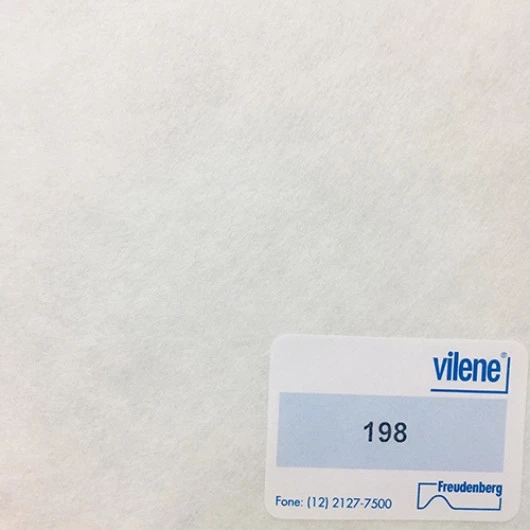 vilene®
198
Fone: (12) 2127-7500
Freudenberg